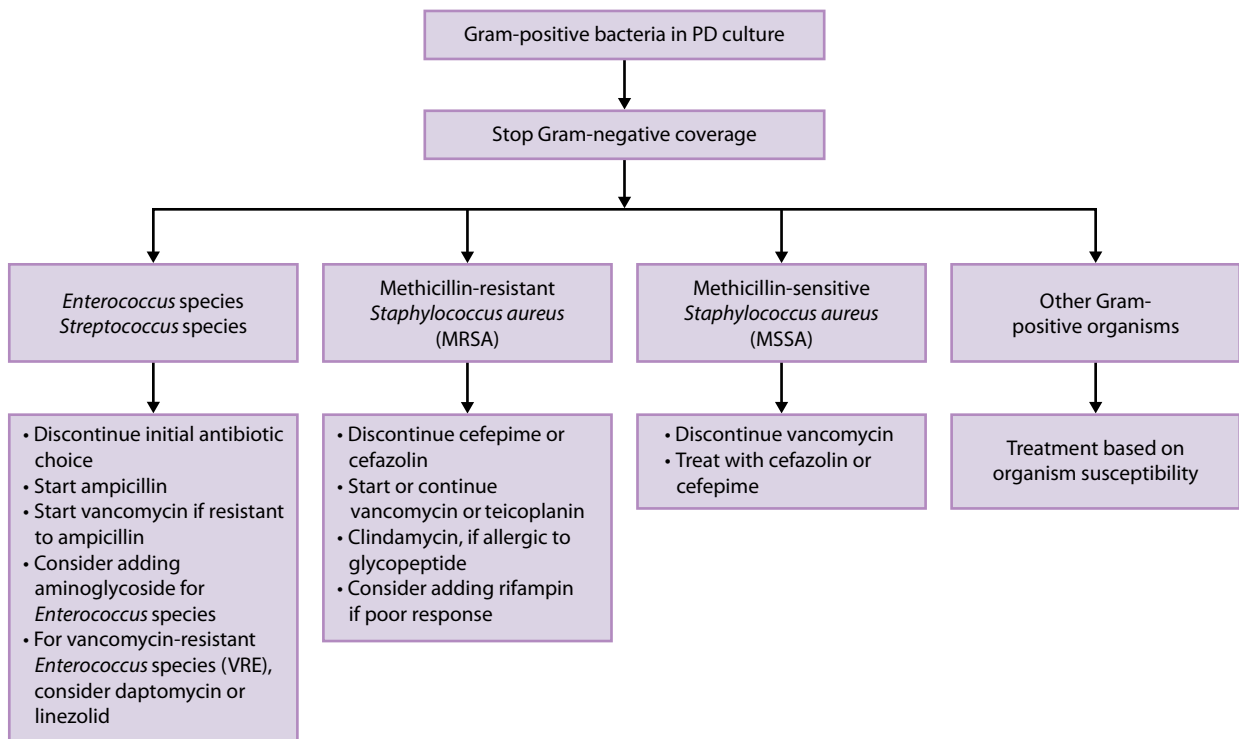 Gram-positive bacteria in PD culture
Stop Gram-negative coverage
Enterococcus species
Streptococcus species
Methicillin-resistant
Staphylococcus aureus
(MRSA)
Methicillin-sensitive
Staphylococcus aureus
(MSSA)
Other Gram-
positive organisms
• Discontinue initial antibiotic
choice
• Start ampicillin
• Start vancomycin if resistant
to ampicillin
• Consider adding
aminoglycoside for
Enterococcus species
• For vancomycin-resistant
Enterococcus species (VRE),
consider daptomycin or
linezolid
• Discontinue cefepime or
cefazolin
• Start or continue
vancomycin or teicoplanin
• Clindamycin, if allergic to
glycopeptide
• Consider adding rifampin
if poor response
• Discontinue vancomycin
• Treat with cefazolin or
cefepime
Treatment based on
organism susceptibility